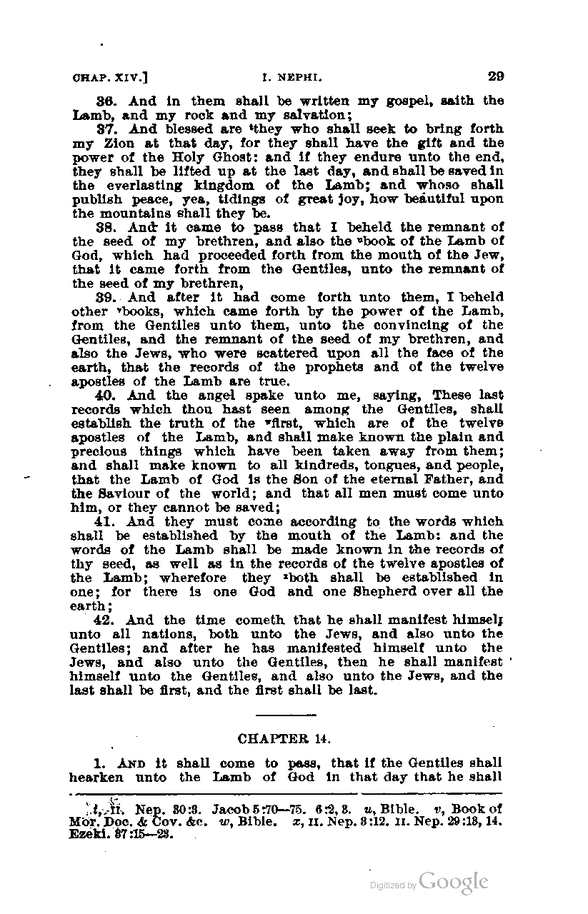 CHAP. XIV.] I. NEPHI. 29
36. And in them shall be written my gospel, saith the
Lamb, and my rock and my salvation;
37. And blessed are ᵗthey who shall seek to bring forth
my Zion at that day, for they shall have the gift and the
power of the Holy Ghost: and if they endure unto the end,
they shall be lifted up at the last day, and shall be saved in
the everlasting kingdom of the Lamb; and whoso shall
publish peace, yea, tidings of great joy, how beautiful upon
the mountains shall they be.
38. And it came to pass that I beheld the remnant of
the seed of my brethren, and also the ᵘbook of the Lamb of
God, which had proceeded forth from the mouth of the Jew,
that it came forth from the Gentiles, unto the remnant of
the seed of my brethren,
39. And after it had come forth unto them, I beheld
other ᵛbooks, which came forth by the power of the Lamb,
from the Gentiles unto them, unto the convincing of the
Gentiles, and the remnant of the seed of my brethren, and
also the Jews, who were scattered upon all the face of the
earth, that the records of the prophets and of the twelve
apostles of the Lamb are true.
40. And the angel spake unto me, saying, These last
records which thou hast seen among the Gentiles, shall
establish the truth of the ʷfirst, which are of the twelve
apostles of the Lamb, and shall make known the plain and
precious things which have been taken away from them;
and shall make known to all kindreds, tongues, and people,
that the Lamb of God is the Son of the eternal Father, and
the Saviour of the world; and that all men must come unto
him, or they cannot be saved;
41. And they must come according to the words which
shall be established by the mouth of the Lamb: and the
words of the Lamb shall be made known in the records of
thy seed, as well as in the records of the twelve apostles of
the Lamb; wherefore they ˣboth shall be established in
one; for there is one God and one Shepherd over all the
earth;
42. And the time cometh that he shall manifest himself
unto all nations, both unto the Jews, and also unto the
Gentiles; and after he has manifested himself unto the
Jews, and also unto the Gentiles, then he shall manifest
himself unto the Gentiles, and also unto the Jews, and the
last shall be first, and the first shall be last.
CHAPTER 14.
1. AND it shall come to pass, that if the Gentiles shall
hearken unto the Lamb of God in that day that he shall
t, II. Nep. 30:3. Jacob 5:70—75. 6:2, 3. u, Bible. v, Book of
Mor. Doc. & Cov. &c. w, Bible. x, II. Nep. 3:12. II. Nep. 29:13, 14.
Ezeki. 37:15—28.
Digitized by Google